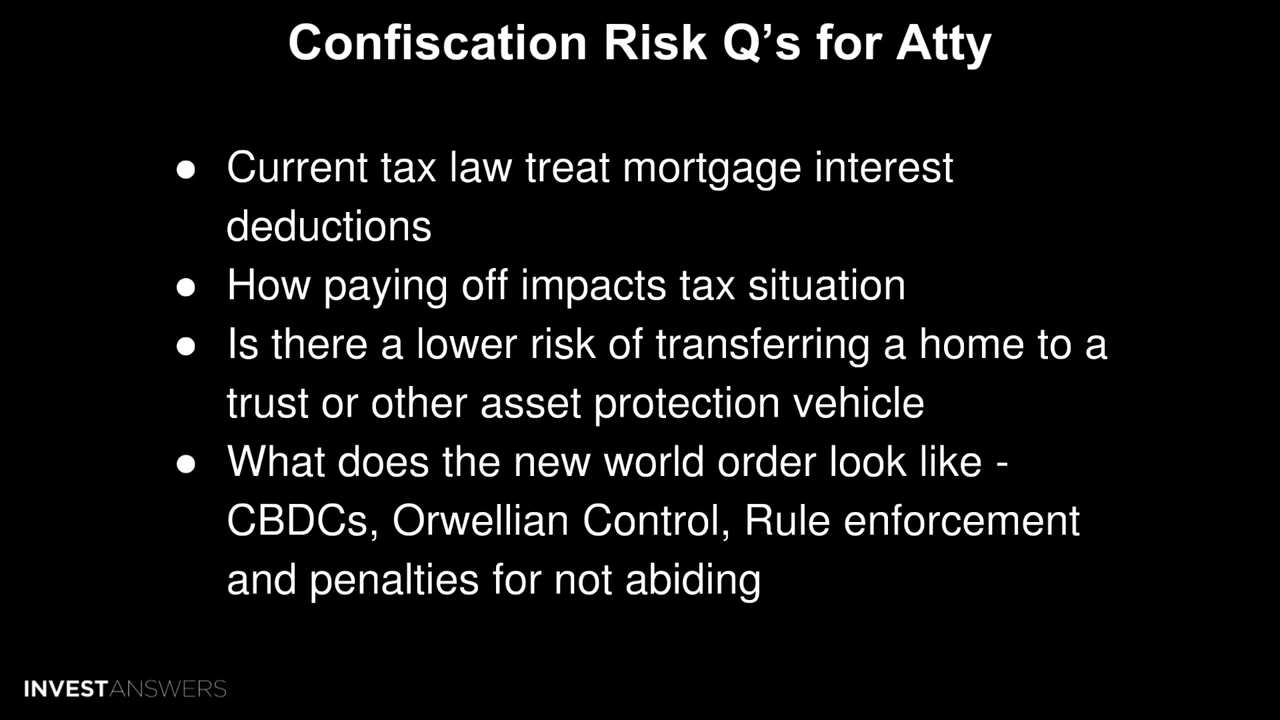 Confiscation Risk Q’s for Atty
● Current tax law treat mortgage interest
deductions
● How paying off impacts tax situation
● Is there a lower risk of transferring a home to a
trust or other asset protection vehicle
● What does the new world order look like -
CBDCs, Orwellian Control, Rule enforcement
and penalties for not abiding
INVESTANSWERS